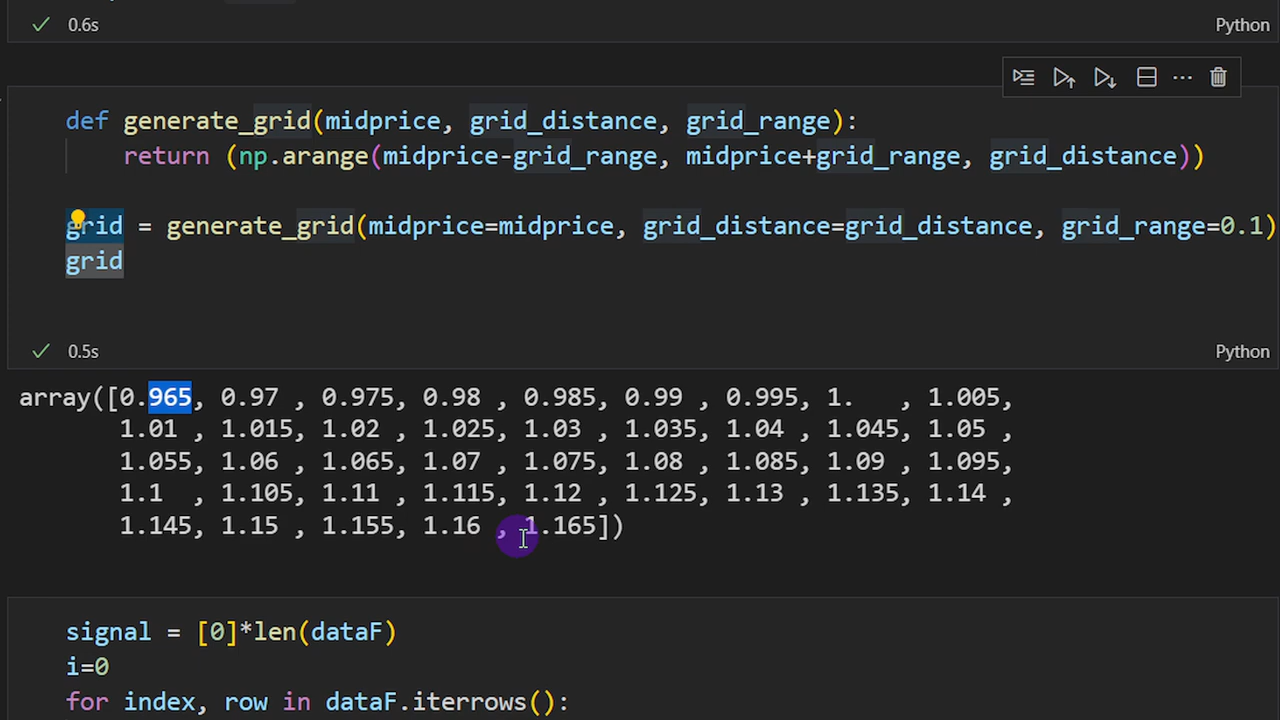 0.6s Python
def generate_grid(midprice, grid_distance, grid_range):
return (np.arange(midprice-grid_range, midprice+grid_range, grid_distance))
grid = generate_grid(midprice=midprice, grid_distance=grid_distance, grid_range=0.1)
grid
0.5s Python
array([0.965, 0.97 , 0.975, 0.98 , 0.985, 0.99 , 0.995, 1.   , 1.005,
1.01 , 1.015, 1.02 , 1.025, 1.03 , 1.035, 1.04 , 1.045, 1.05 ,
1.055, 1.06 , 1.065, 1.07 , 1.075, 1.08 , 1.085, 1.09 , 1.095,
1.1  , 1.105, 1.11 , 1.115, 1.12 , 1.125, 1.13 , 1.135, 1.14 ,
1.145, 1.15 , 1.155, 1.16 , 1.165])
signal = [0]*len(dataF)
i=0
for index, row in dataF.iterrows():